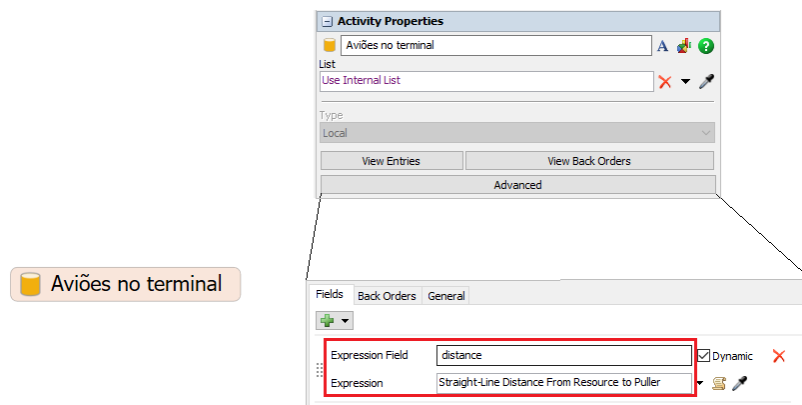 Activity Properties
Aviões no terminal
A
List
Use Internal List
Type
Local
View Entries
View Back Orders
Advanced
Aviões no terminal
Fields
Back Orders
General
Expression Field
distance
Dynamic
Expression
Straight-Line Distance From Resource to Puller